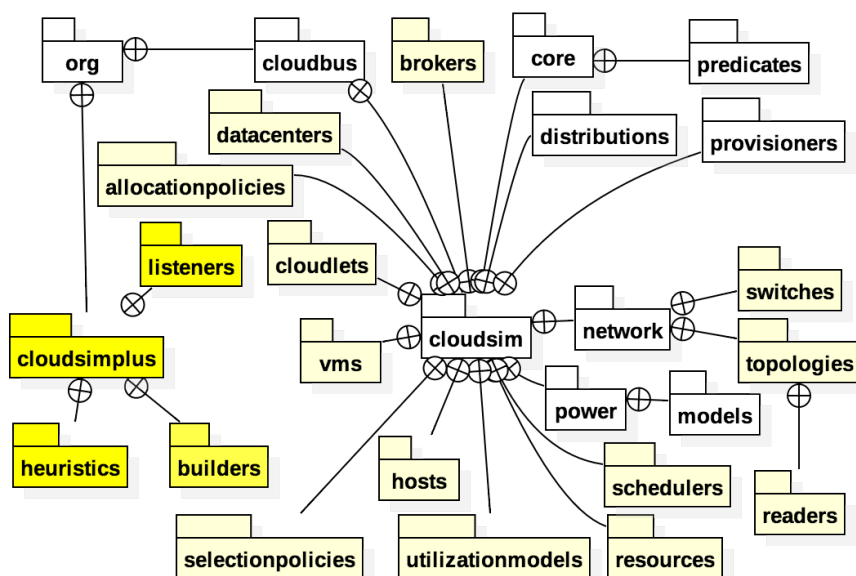 org
cloudbus
brokers
core
predicates
datacenters
distributions
provisioners
allocationpolicies
listeners
cloudlets
switches
cloudsim
network
cloudsimplus
vms
topologies
power
models
heuristics
builders
hosts
schedulers
readers
selectionpolicies
utilizationmodels
resources